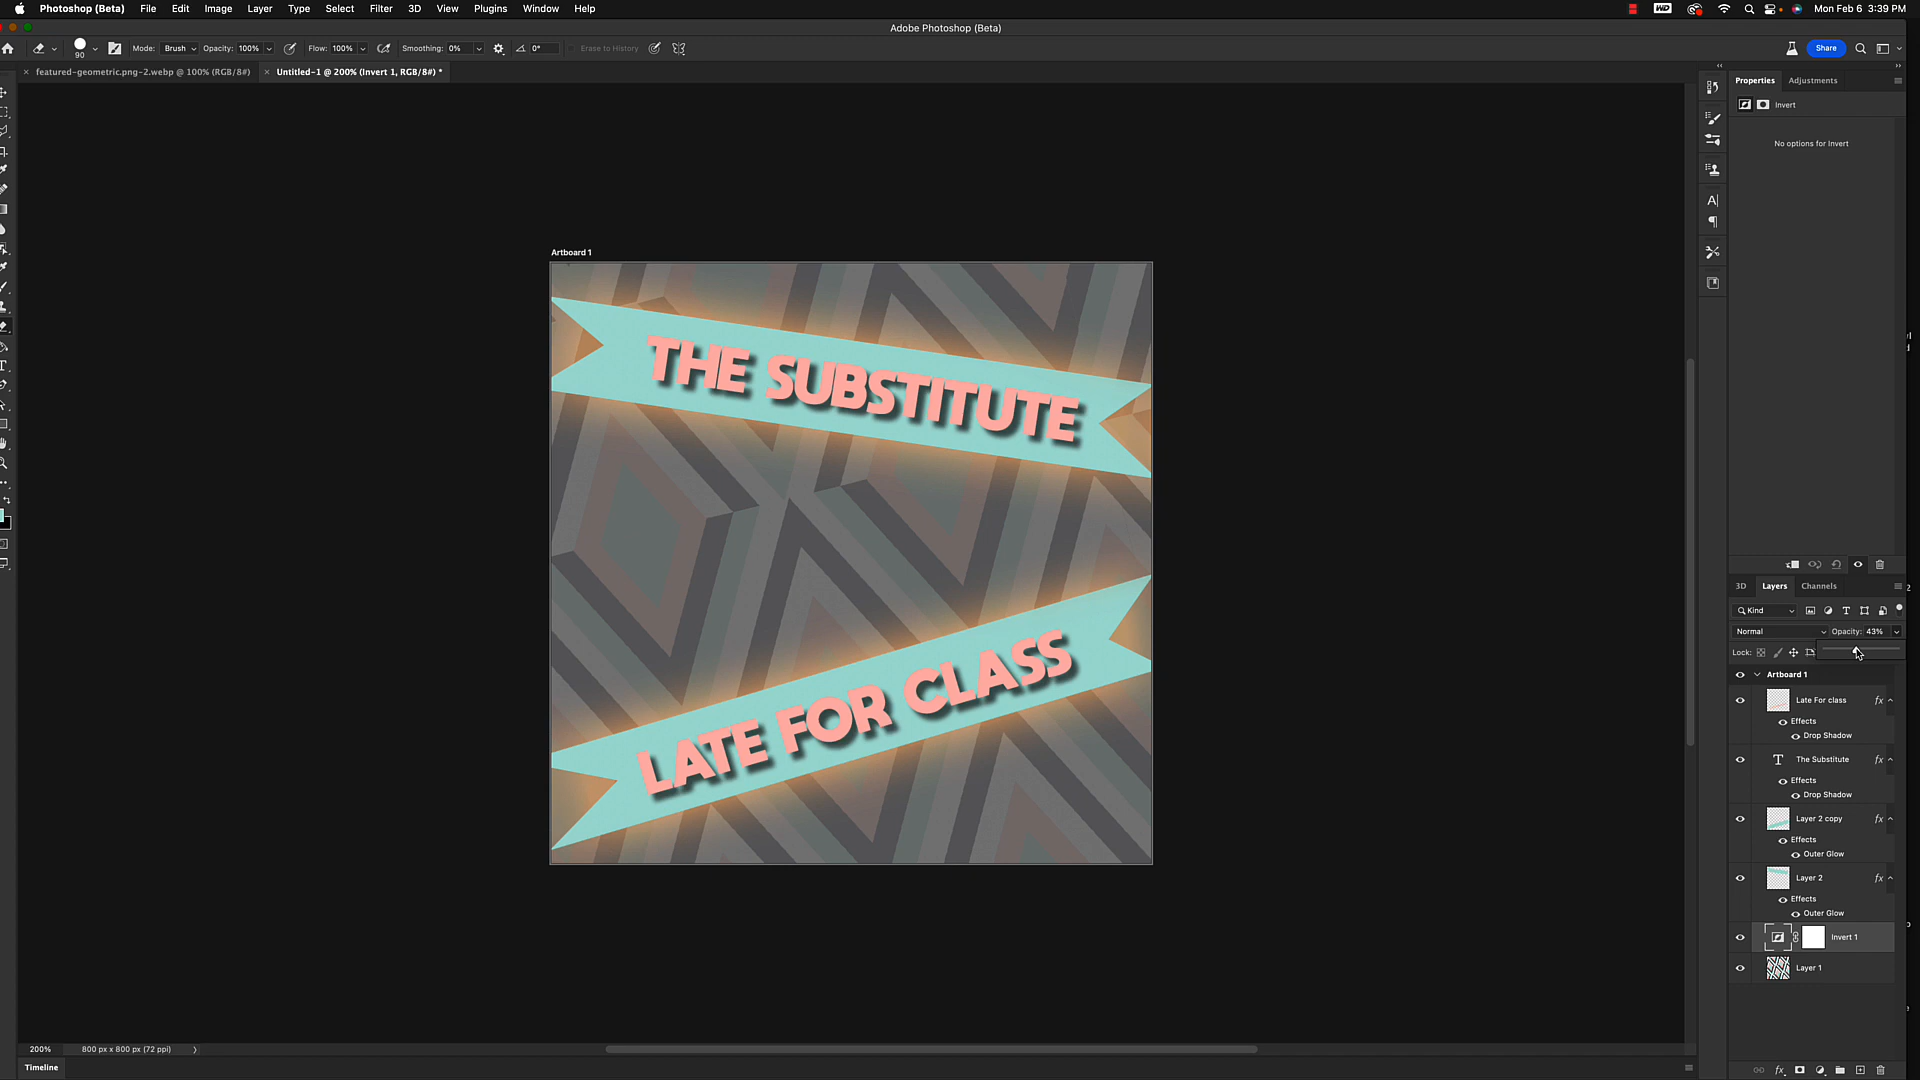 Photoshop (Beta) File Edit Image Layer Type Select Filter 3D View Plugins Window Help Mon Feb 6 3:39 PM
Adobe Photoshop (Beta)
90 Mode: Brush Opacity: 100% Flow: 100% Smoothing: 0% 0° Erase to History Share
× featured-geometric.png-2.webp @ 100% (RGB/8#) × Untitled-1 @ 200% (Invert 1, RGB/8#) *
Properties Adjustments
Invert
No options for Invert
Artboard 1
THE SUBSTITUTE
LATE FOR CLASS
3D Layers Channels
Kind
Normal Opacity: 43%
Lock:
Artboard 1
Late For class fx
Effects
Drop Shadow
The Substitute fx
Effects
Drop Shadow
Layer 2 copy fx
Effects
Outer Glow
Layer 2 fx
Effects
Outer Glow
Invert 1
Layer 1
200% 800 px x 800 px (72 ppi)
Timeline